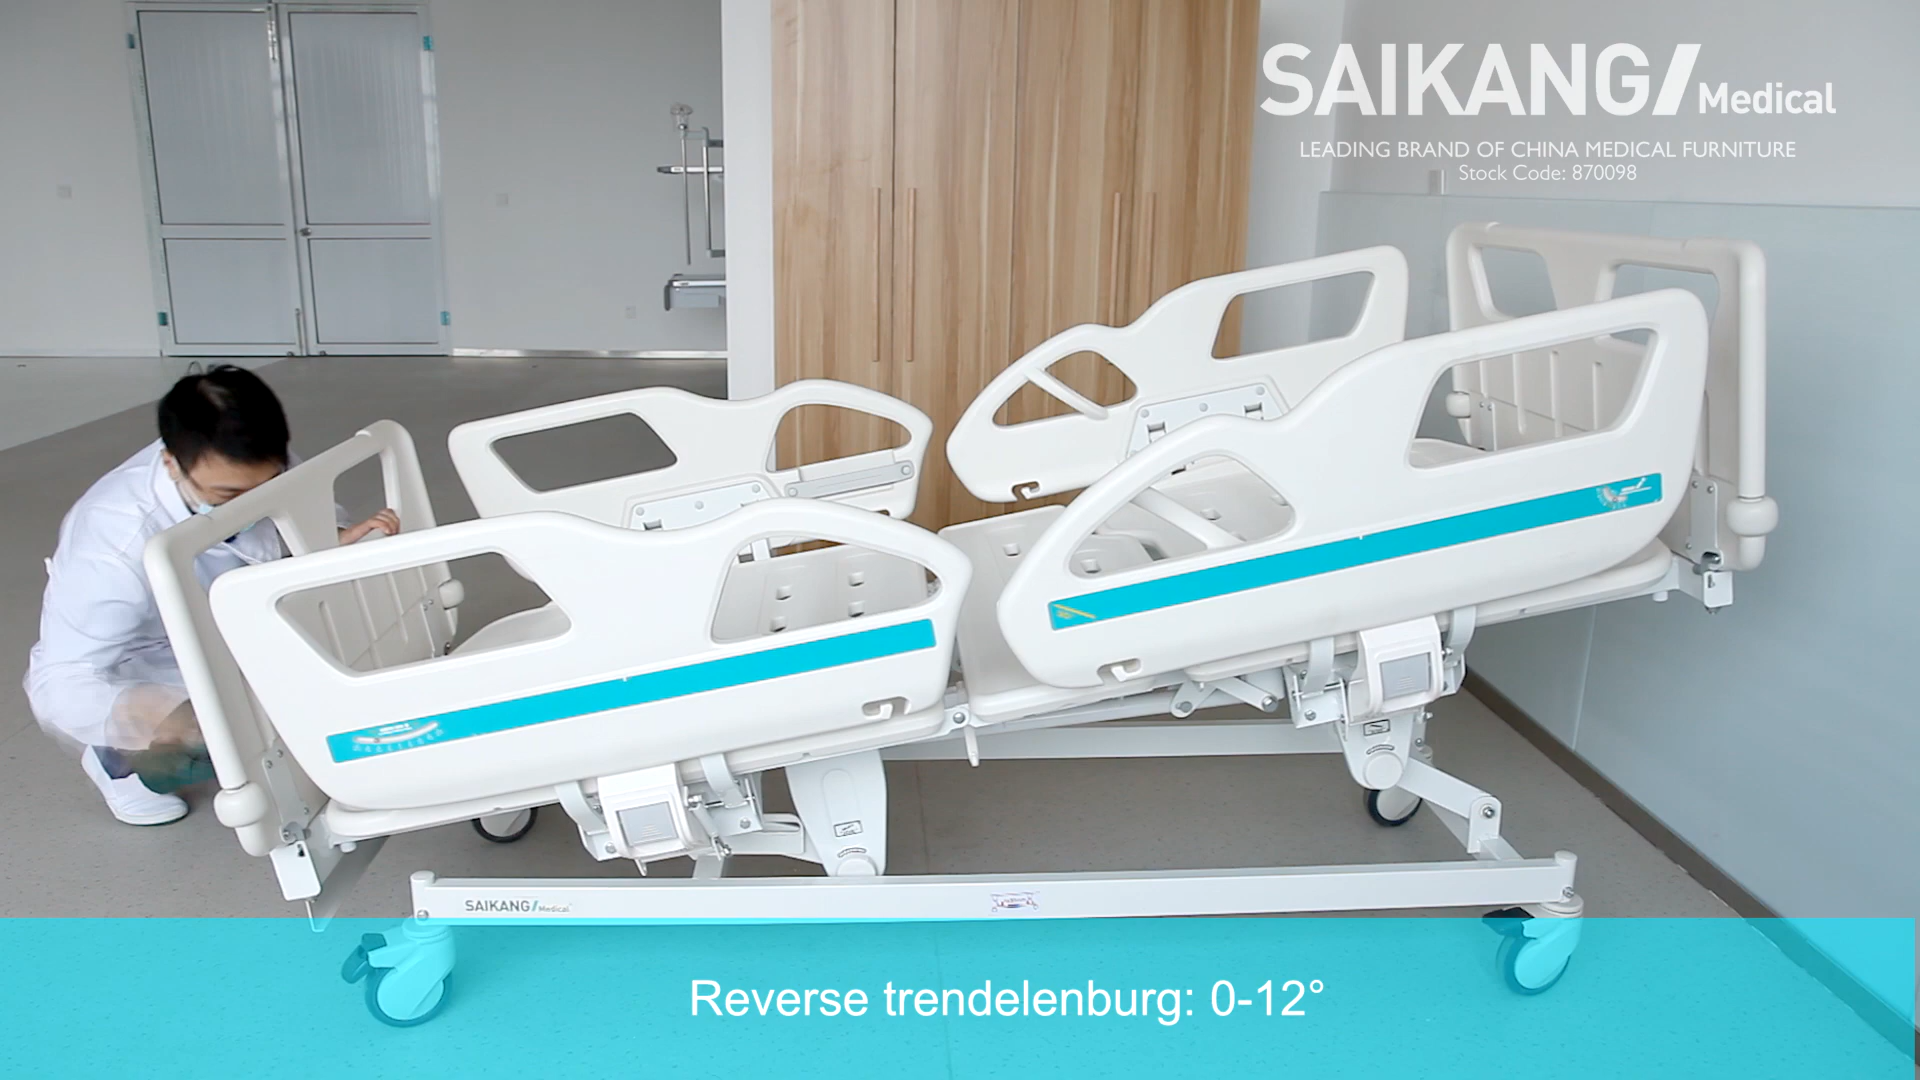 SAIKANG/Medical
LEADING BRAND OF CHINA MEDICAL FURNITURE
Stock Code: 870098
SAIKANG/Medical
Reverse trendelenburg: 0-12°